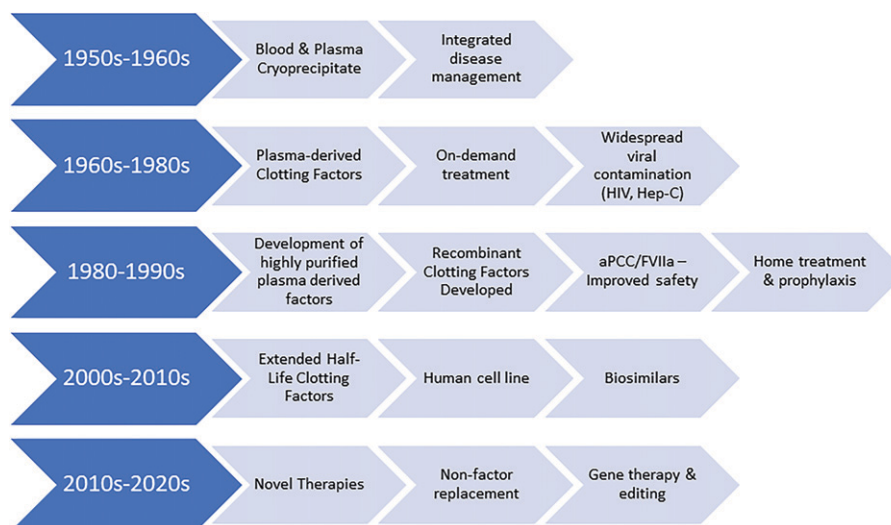 1950s-1960s
Blood & Plasma
Cryoprecipitate
Integrated
disease
management
1960s-1980s
Plasma-derived
Clotting Factors
On-demand
treatment
Widespread
viral
contamination
(HIV, Hep-C)
1980-1990s
Development of
highly purified
plasma derived
factors
Recombinant
Clotting Factors
Developed
aPCC/FVIIa –
Improved safety
Home treatment
& prophylaxis
2000s-2010s
Extended Half-
Life Clotting
Factors
Human cell line
Biosimilars
2010s-2020s
Novel Therapies
Non-factor
replacement
Gene therapy &
editing